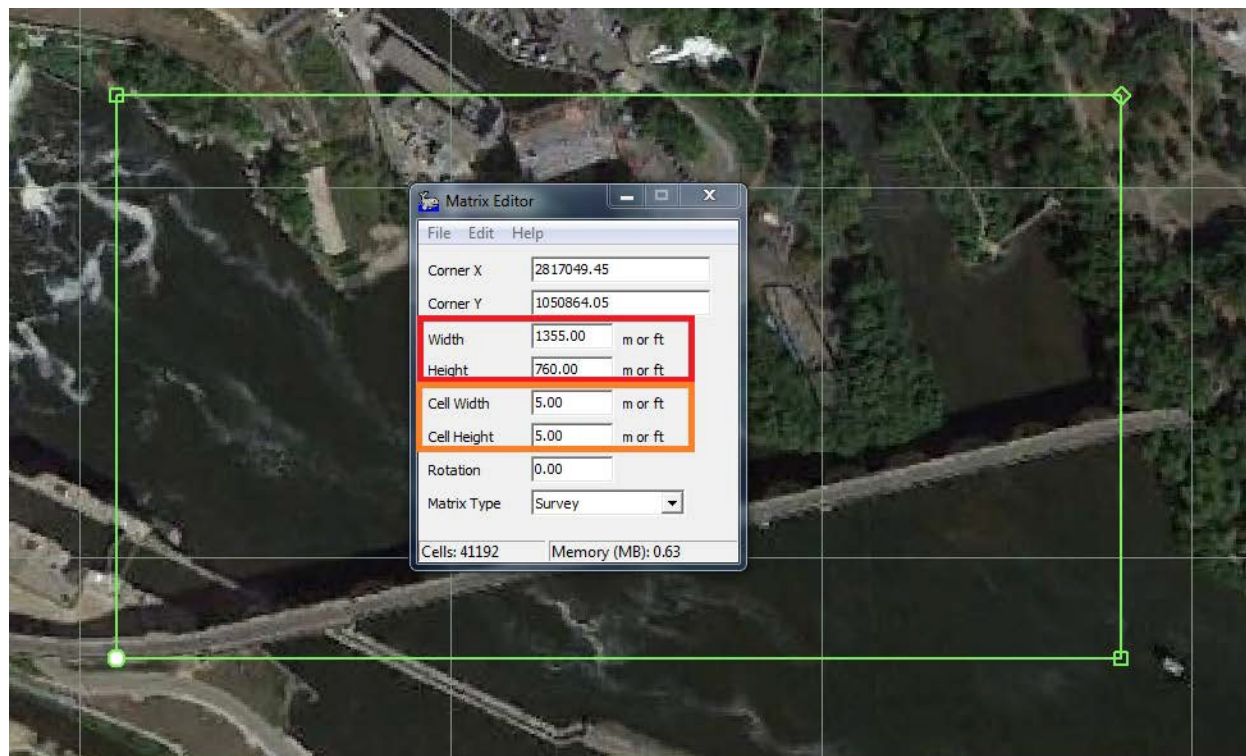 Matrix Editor
File Edit Help
Corner X 2817049.45
Corner Y 1050864.05
Width 1355.00 m or ft
Height 760.00 m or ft
Cell Width 5.00 m or ft
Cell Height 5.00 m or ft
Rotation 0.00
Matrix Type Survey
Cells: 41192 Memory (MB): 0.63